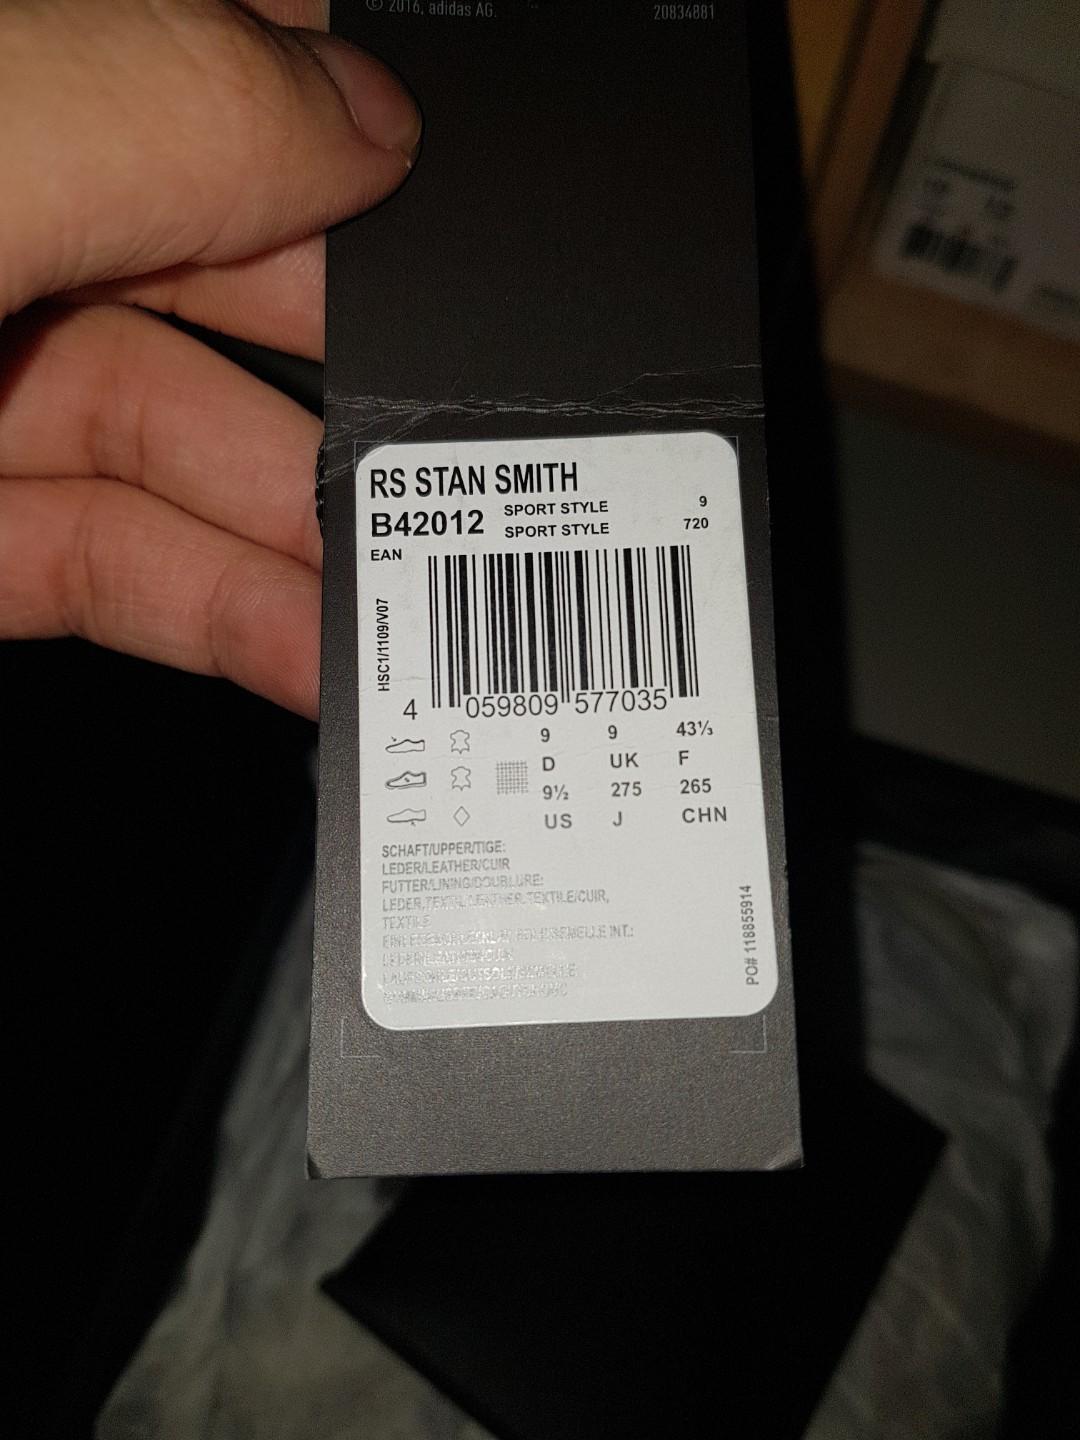 © 2016, adidas AG. 20834881
RS STAN SMITH
B42012 SPORT STYLE 9
SPORT STYLE 720
EAN
HSC1/1109/V07
4 059809 577035
9 9 43⅓
D UK F
9½ 275 265
US J CHN
SCHAFT/UPPER/TIGE:
LEDER/LEATHER/CUIR
FUTTER/LINING/DOUBLURE:
LEDER,TEXTIL/LEATHER,TEXTILE/CUIR,
TEXTILE
PO# 118855914